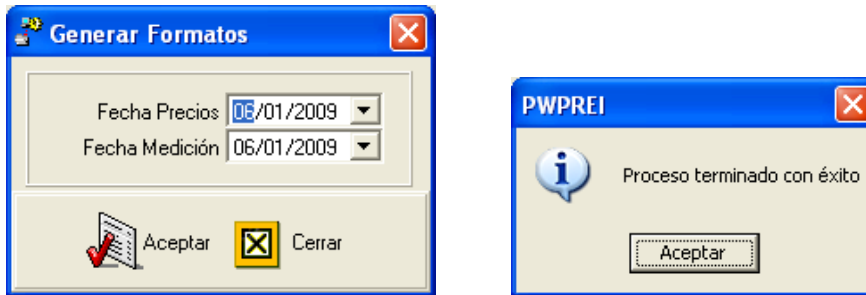 Generar Formatos
Fecha Precios 06/01/2009
Fecha Medición 06/01/2009
Aceptar Cerrar
PWPREI
Proceso terminado con éxito
Aceptar